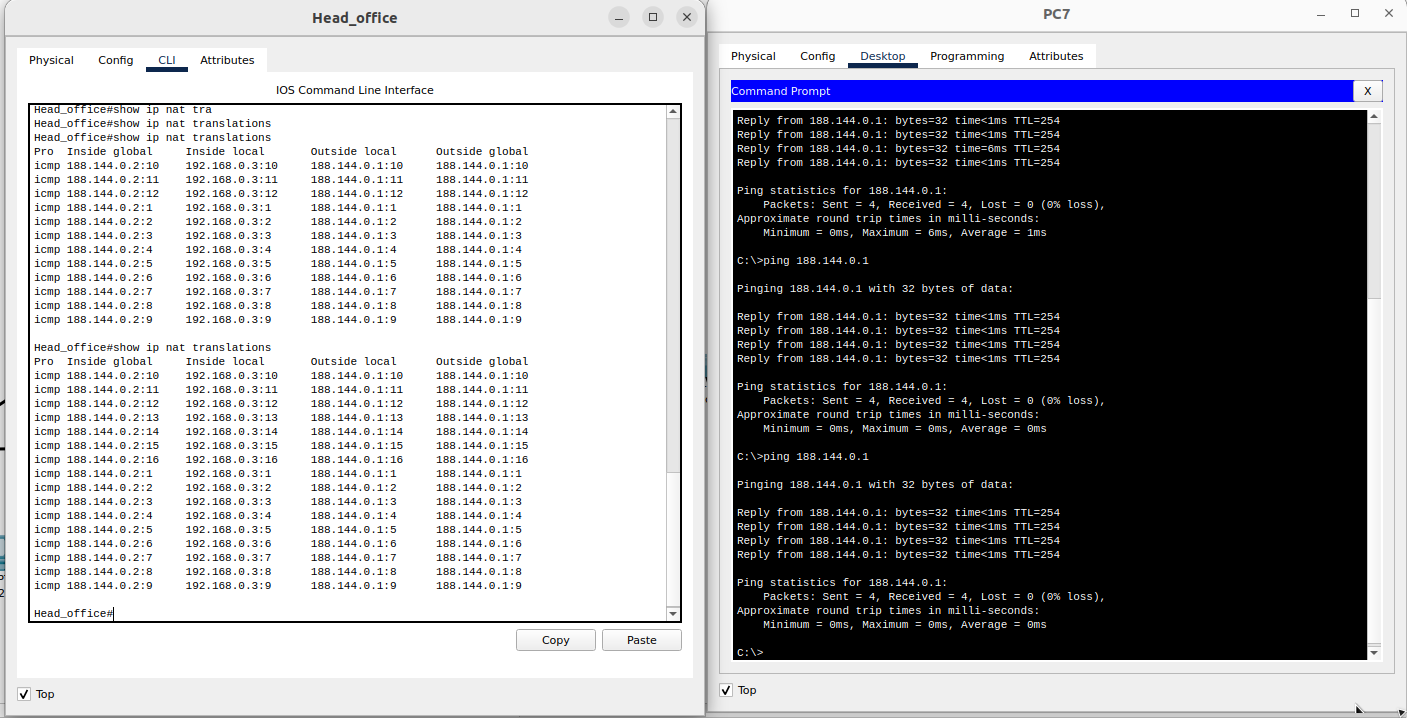 Head_office
Physical Config CLI Attributes
IOS Command Line Interface
Head_office#show ip nat tra
Head_office#show ip nat translations
Head_office#show ip nat translations
Pro  Inside global     Inside local       Outside local      Outside global
icmp 188.144.0.2:10    192.168.0.3:10     188.144.0.1:10     188.144.0.1:10
icmp 188.144.0.2:11    192.168.0.3:11     188.144.0.1:11     188.144.0.1:11
icmp 188.144.0.2:12    192.168.0.3:12     188.144.0.1:12     188.144.0.1:12
icmp 188.144.0.2:1     192.168.0.3:1      188.144.0.1:1      188.144.0.1:1
icmp 188.144.0.2:2     192.168.0.3:2      188.144.0.1:2      188.144.0.1:2
icmp 188.144.0.2:3     192.168.0.3:3      188.144.0.1:3      188.144.0.1:3
icmp 188.144.0.2:4     192.168.0.3:4      188.144.0.1:4      188.144.0.1:4
icmp 188.144.0.2:5     192.168.0.3:5      188.144.0.1:5      188.144.0.1:5
icmp 188.144.0.2:6     192.168.0.3:6      188.144.0.1:6      188.144.0.1:6
icmp 188.144.0.2:7     192.168.0.3:7      188.144.0.1:7      188.144.0.1:7
icmp 188.144.0.2:8     192.168.0.3:8      188.144.0.1:8      188.144.0.1:8
icmp 188.144.0.2:9     192.168.0.3:9      188.144.0.1:9      188.144.0.1:9
Head_office#show ip nat translations
Pro  Inside global     Inside local       Outside local      Outside global
icmp 188.144.0.2:10    192.168.0.3:10     188.144.0.1:10     188.144.0.1:10
icmp 188.144.0.2:11    192.168.0.3:11     188.144.0.1:11     188.144.0.1:11
icmp 188.144.0.2:12    192.168.0.3:12     188.144.0.1:12     188.144.0.1:12
icmp 188.144.0.2:13    192.168.0.3:13     188.144.0.1:13     188.144.0.1:13
icmp 188.144.0.2:14    192.168.0.3:14     188.144.0.1:14     188.144.0.1:14
icmp 188.144.0.2:15    192.168.0.3:15     188.144.0.1:15     188.144.0.1:15
icmp 188.144.0.2:16    192.168.0.3:16     188.144.0.1:16     188.144.0.1:16
icmp 188.144.0.2:1     192.168.0.3:1      188.144.0.1:1      188.144.0.1:1
icmp 188.144.0.2:2     192.168.0.3:2      188.144.0.1:2      188.144.0.1:2
icmp 188.144.0.2:3     192.168.0.3:3      188.144.0.1:3      188.144.0.1:3
icmp 188.144.0.2:4     192.168.0.3:4      188.144.0.1:4      188.144.0.1:4
icmp 188.144.0.2:5     192.168.0.3:5      188.144.0.1:5      188.144.0.1:5
icmp 188.144.0.2:6     192.168.0.3:6      188.144.0.1:6      188.144.0.1:6
icmp 188.144.0.2:7     192.168.0.3:7      188.144.0.1:7      188.144.0.1:7
icmp 188.144.0.2:8     192.168.0.3:8      188.144.0.1:8      188.144.0.1:8
icmp 188.144.0.2:9     192.168.0.3:9      188.144.0.1:9      188.144.0.1:9
Head_office#
Copy Paste
Top
PC7
Physical Config Desktop Programming Attributes
Command Prompt X
Reply from 188.144.0.1: bytes=32 time<1ms TTL=254
Reply from 188.144.0.1: bytes=32 time<1ms TTL=254
Reply from 188.144.0.1: bytes=32 time=6ms TTL=254
Reply from 188.144.0.1: bytes=32 time<1ms TTL=254
Ping statistics for 188.144.0.1:
Packets: Sent = 4, Received = 4, Lost = 0 (0% loss),
Approximate round trip times in milli-seconds:
Minimum = 0ms, Maximum = 6ms, Average = 1ms
C:\>ping 188.144.0.1
Pinging 188.144.0.1 with 32 bytes of data:
Reply from 188.144.0.1: bytes=32 time<1ms TTL=254
Reply from 188.144.0.1: bytes=32 time<1ms TTL=254
Reply from 188.144.0.1: bytes=32 time<1ms TTL=254
Reply from 188.144.0.1: bytes=32 time<1ms TTL=254
Ping statistics for 188.144.0.1:
Packets: Sent = 4, Received = 4, Lost = 0 (0% loss),
Approximate round trip times in milli-seconds:
Minimum = 0ms, Maximum = 0ms, Average = 0ms
C:\>ping 188.144.0.1
Pinging 188.144.0.1 with 32 bytes of data:
Reply from 188.144.0.1: bytes=32 time<1ms TTL=254
Reply from 188.144.0.1: bytes=32 time<1ms TTL=254
Reply from 188.144.0.1: bytes=32 time<1ms TTL=254
Reply from 188.144.0.1: bytes=32 time<1ms TTL=254
Ping statistics for 188.144.0.1:
Packets: Sent = 4, Received = 4, Lost = 0 (0% loss),
Approximate round trip times in milli-seconds:
Minimum = 0ms, Maximum = 0ms, Average = 0ms
C:\>
Top